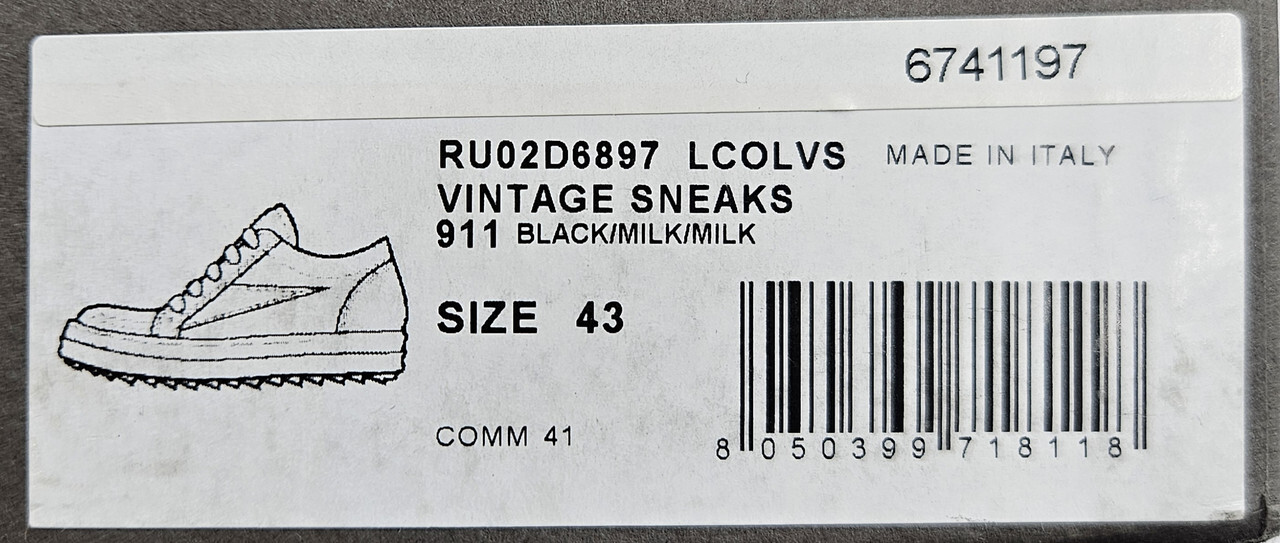 6741197
RU02D6897 LCOLVS MADE IN ITALY
VINTAGE SNEAKS
911 BLACK/MILK/MILK
SIZE 43
COMM 41
8 050399 718118